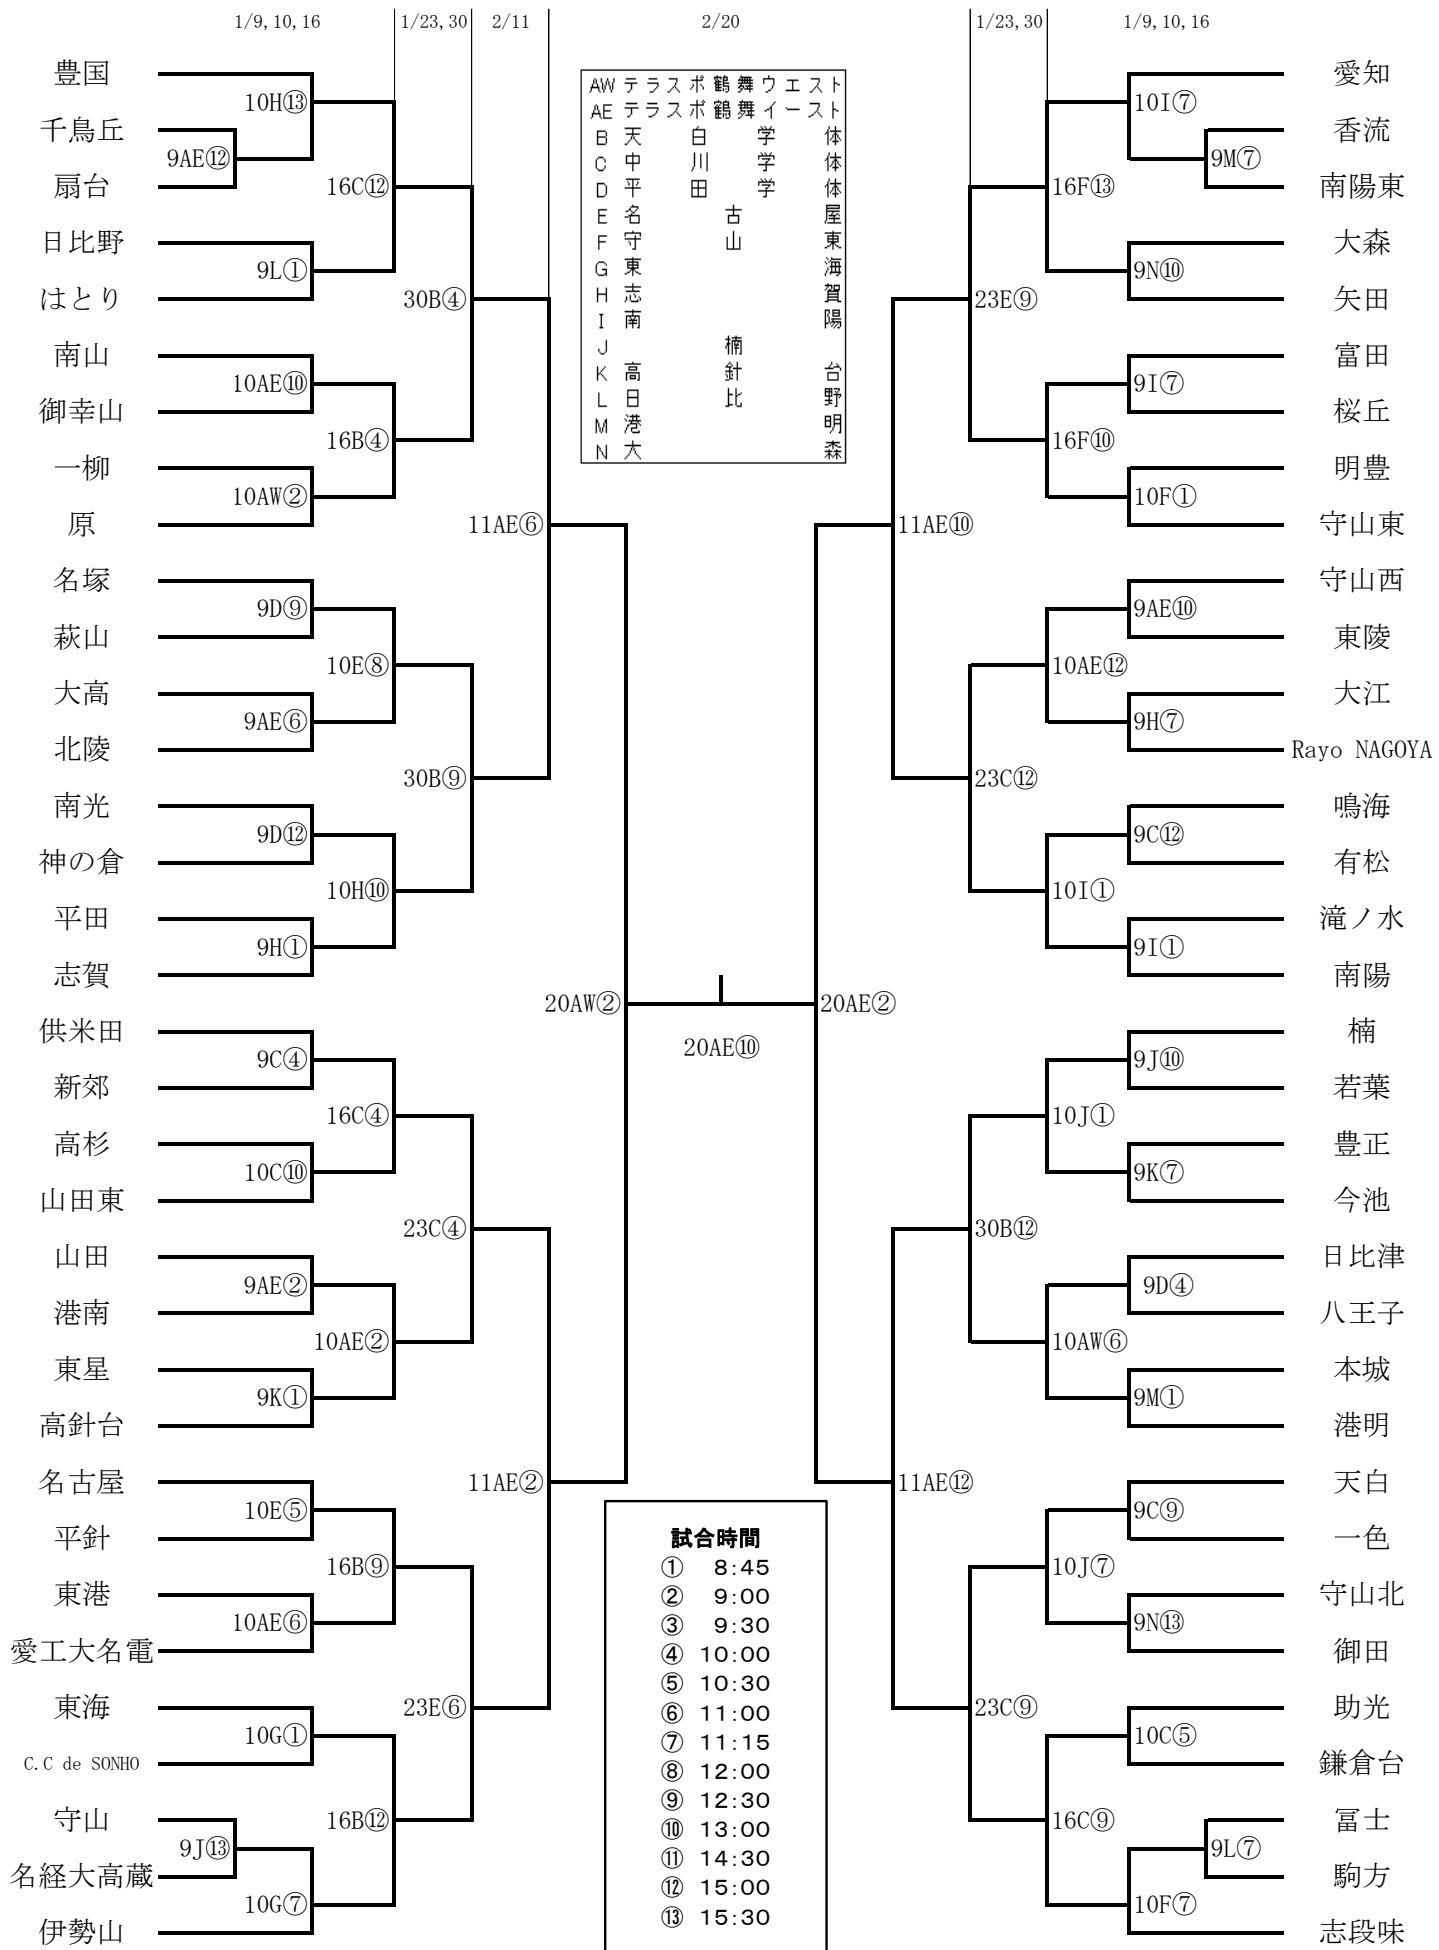 1/9,10,16 1/23,30 2/11 2/20 1/23,30 1/9,10,16
豊国
10H⑬
千鳥丘
9AE⑫
扇台
16C⑫
日比野
9L①
はとり
30B④
南山
10AE⑩
御幸山
16B④
一柳
10AW②
原
11AE⑥
名塚
9D⑨
萩山
10E⑧
大高
9AE⑥
北陵
30B⑨
南光
9D⑫
神の倉
10H⑩
平田
9H①
志賀
20AW②
供米田
9C④
新郊
16C④
高杉
10C⑩
山田東
23C④
山田
9AE②
港南
10AE②
東星
9K①
高針台
11AE②
名古屋
10E⑤
平針
16B⑨
東港
10AE⑥
愛工大名電
23E⑥
東海
10G①
C.C de SONHO
16B⑫
守山
9J⑬
名経大高蔵
10G⑦
伊勢山
AW テラスポ鶴舞ウエスト
AE テラスポ鶴舞イースト
B 天白学体
C 中川学体
D 平田学体
E 名古屋
F 守山東
G 東海
H 志賀
I 南陽
J 楠
K 高針台
L 日比野
M 港明
N 大森
20AE⑩
試合時間
① 8:45
② 9:00
③ 9:30
④ 10:00
⑤ 10:30
⑥ 11:00
⑦ 11:15
⑧ 12:00
⑨ 12:30
⑩ 13:00
⑪ 14:30
⑫ 15:00
⑬ 15:30
愛知
10I⑦
香流
9M⑦
南陽東
16F⑬
大森
9N⑩
矢田
23E⑨
富田
9I⑦
桜丘
16F⑩
明豊
10F①
守山東
11AE⑩
守山西
9AE⑩
東陵
10AE⑫
大江
9H⑦
Rayo NAGOYA
23C⑫
鳴海
9C⑫
有松
10I①
滝ノ水
9I①
南陽
20AE②
楠
9J⑩
若葉
10J①
豊正
9K⑦
今池
30B⑫
日比津
9D④
八王子
10AW⑥
本城
9M①
港明
11AE⑫
天白
9C⑨
一色
10J⑦
守山北
9N⑬
御田
23C⑨
助光
10C⑤
鎌倉台
16C⑨
冨士
9L⑦
駒方
10F⑦
志段味